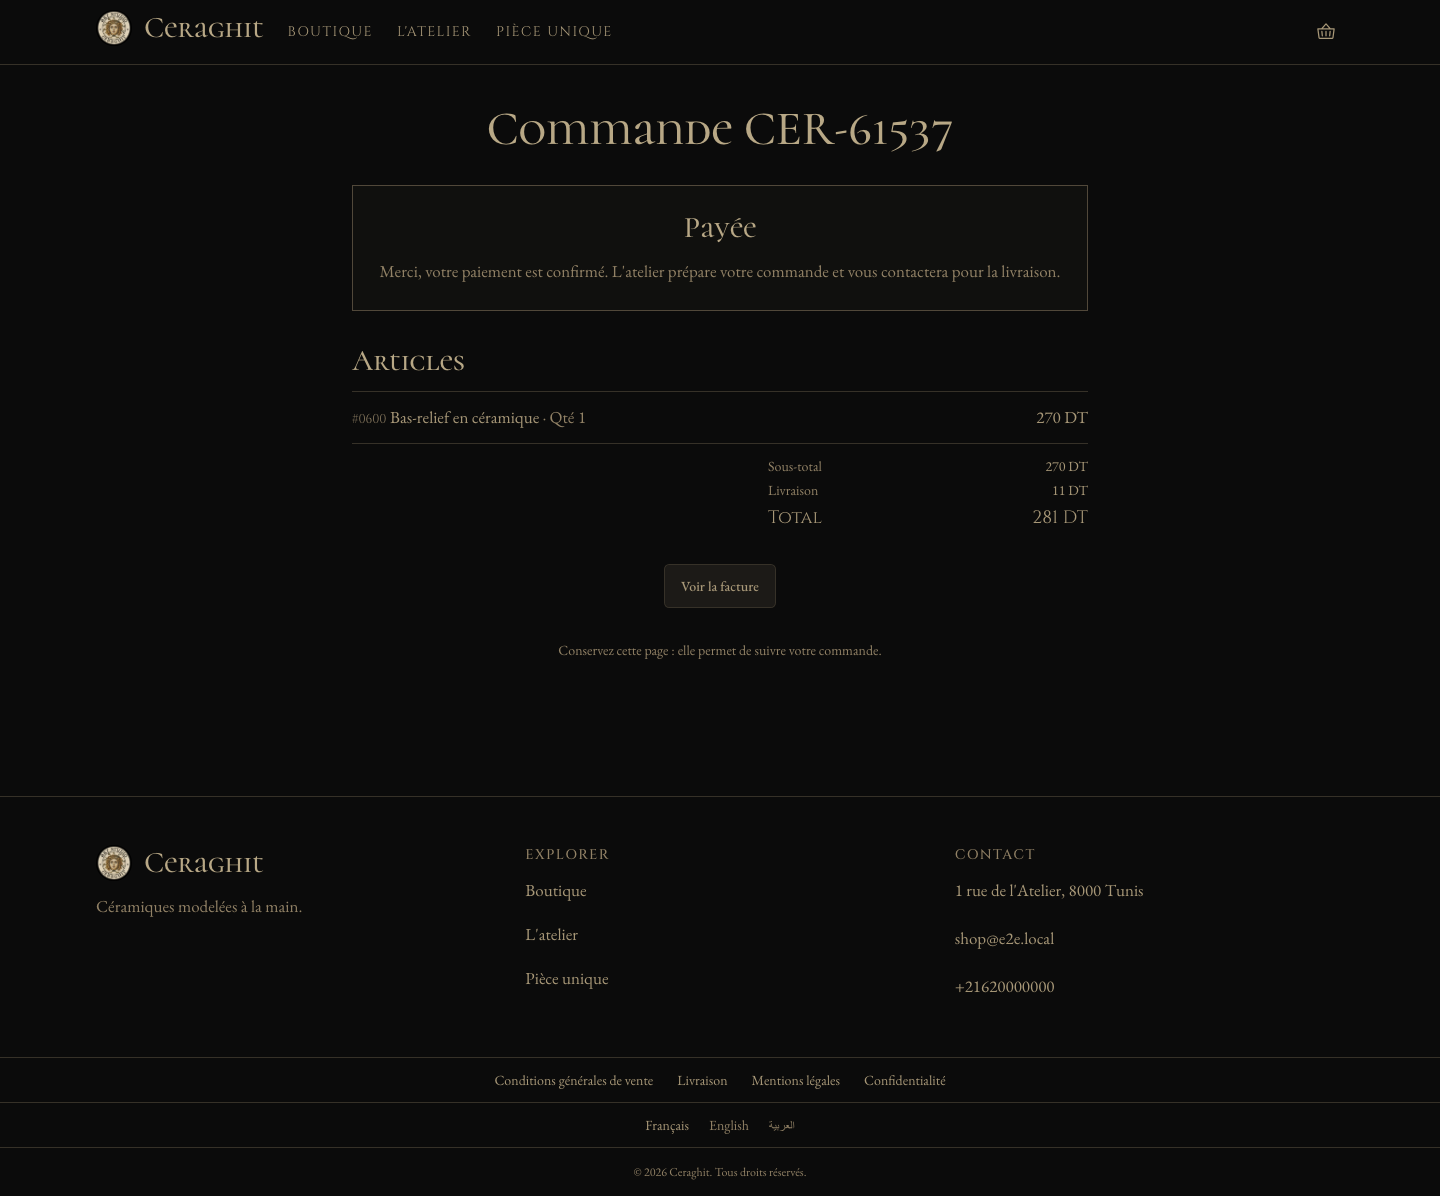 Ceraghit BOUTIQUE L'ATELIER PIÈCE UNIQUE
Commande CER-61537
Payée
Merci, votre paiement est confirmé. L'atelier prépare votre commande et vous contactera pour la livraison.
Articles
#0600 Bas-relief en céramique · Qté 1 270 DT
Sous-total 270 DT
Livraison 11 DT
Total 281 DT
Voir la facture
Conservez cette page : elle permet de suivre votre commande.
Ceraghit
Céramiques modelées à la main.
EXPLORER
Boutique
L'atelier
Pièce unique
CONTACT
1 rue de l'Atelier, 8000 Tunis
shop@e2e.local
+21620000000
Conditions générales de vente Livraison Mentions légales Confidentialité
Français English العربية
© 2026 Ceraghit. Tous droits réservés.